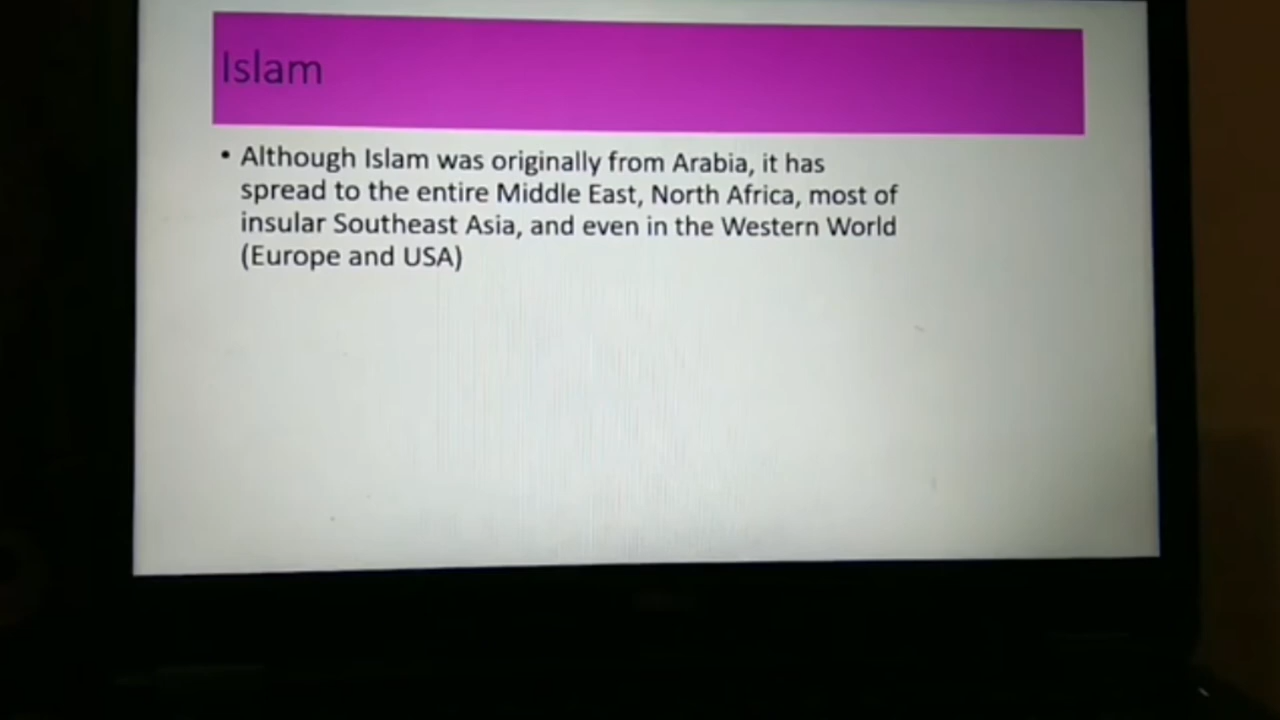 Islam
• Although Islam was originally from Arabia, it has
spread to the entire Middle East, North Africa, most of
insular Southeast Asia, and even in the Western World
(Europe and USA)